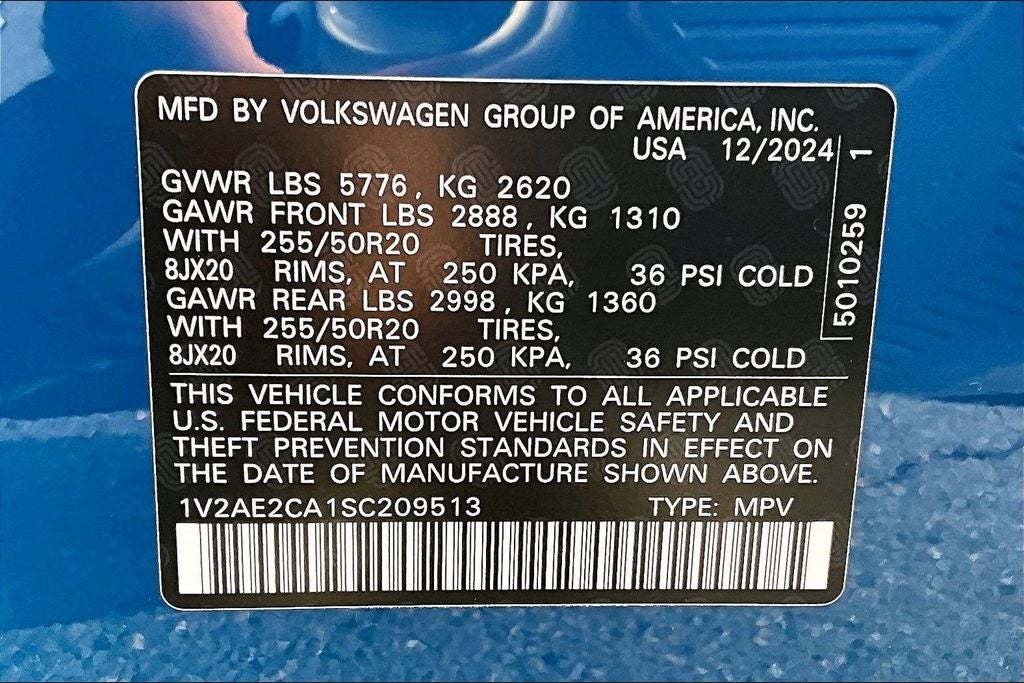 MFD BY VOLKSWAGEN GROUP OF AMERICA, INC.
USA 12/2024
GVWR LBS 5776, KG 2620
GAWR FRONT LBS 2888, KG 1310
WITH 255/50R20 TIRES,
8JX20 RIMS, AT 250 KPA, 36 PSI COLD
GAWR REAR LBS 2998, KG 1360
WITH 255/50R20 TIRES,
8JX20 RIMS, AT 250 KPA, 36 PSI COLD
5010259 1
THIS VEHICLE CONFORMS TO ALL APPLICABLE
U.S. FEDERAL MOTOR VEHICLE SAFETY AND
THEFT PREVENTION STANDARDS IN EFFECT ON
THE DATE OF MANUFACTURE SHOWN ABOVE.
1V2AE2CA1SC209513 TYPE: MPV